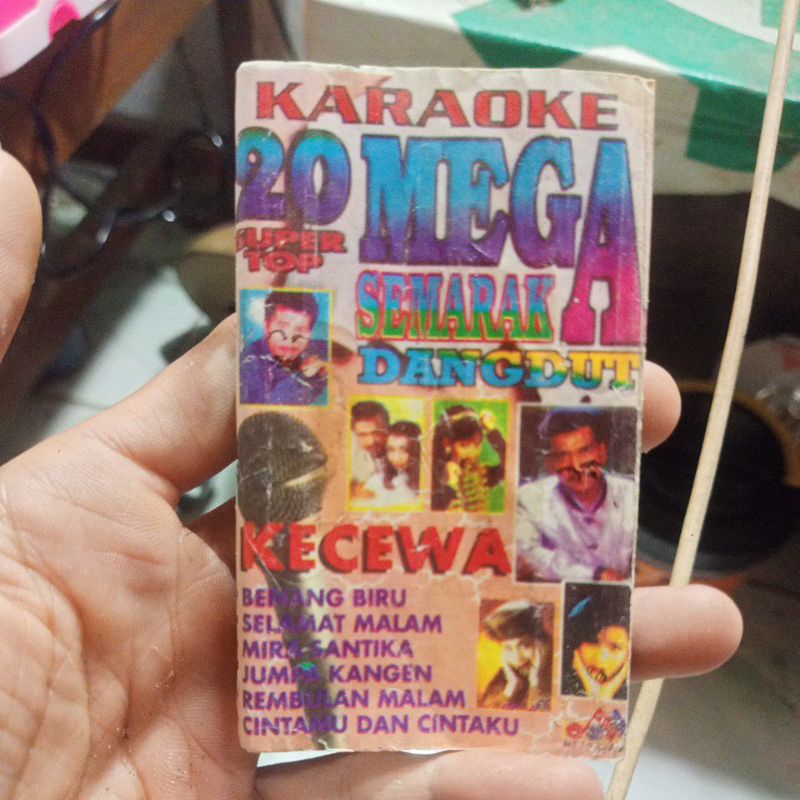 KARAOKE
20 MEGA
SUPER
TOP
SEMARAK
DANGDUT
KECEWA
BENANG BIRU
SELAMAT MALAM
MIRA SANTIKA
JUMPA KANGEN
REMBULAN MALAM
CINTAMU DAN CINTAKU